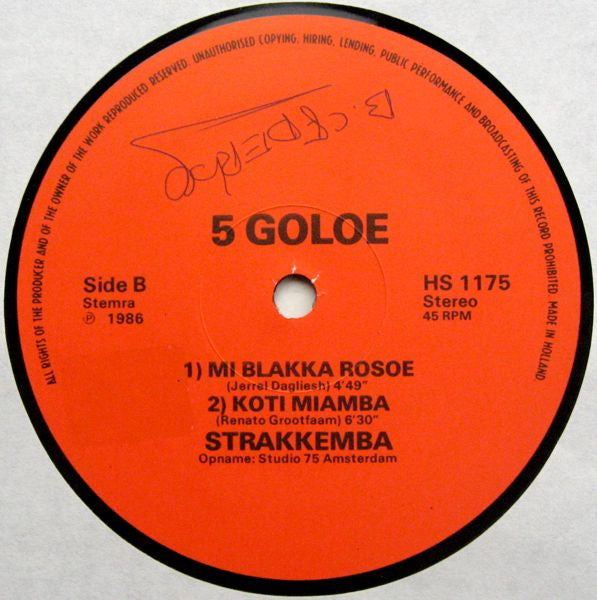 ALL RIGHTS OF THE PRODUCER AND OF THE OWNER OF THE WORK REPRODUCED RESERVED. UNAUTHORISED COPYING, HIRING, LENDING, PUBLIC PERFORMANCE AND BROADCASTING OF THIS RECORD PROHIBITED. MADE IN HOLLAND
5 GOLOE
Side B
Stemra
℗ 1986
HS 1175
Stereo
45 RPM
1) MI BLAKKA ROSOE
(Jerrel Dagliesh) 4'49"
2) KOTI MIAMBA
(Renato Grootfaam) 6'30"
STRAKKEMBA
Opname: Studio 75 Amsterdam